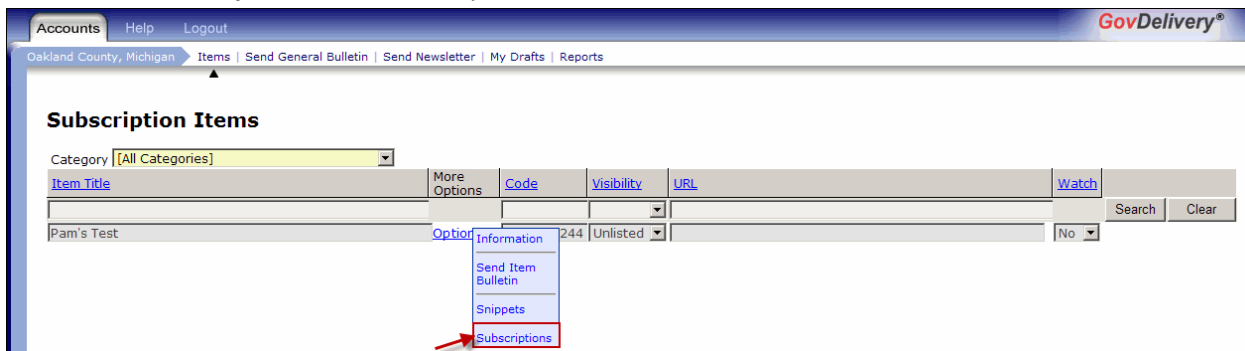 Accounts Help Logout GovDelivery®
Oakland County, Michigan Items | Send General Bulletin | Send Newsletter | My Drafts | Reports
Subscription Items
Category [All Categories]
Item Title More Options Code Visibility URL Watch
Search Clear
Pam's Test Option 244 Unlisted No
Information
Send Item
Bulletin
Snippets
Subscriptions